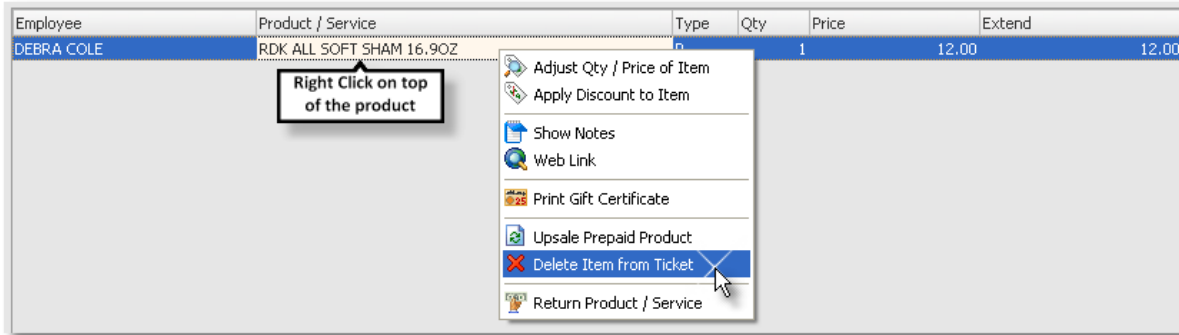 Employee Product / Service Type Qty Price Extend
DEBRA COLE RDK ALL SOFT SHAM 16.9OZ P 1 12.00 12.00
Right Click on top
of the product
Adjust Qty / Price of Item
Apply Discount to Item
Show Notes
Web Link
Print Gift Certificate
Upsale Prepaid Product
Delete Item from Ticket
Return Product / Service